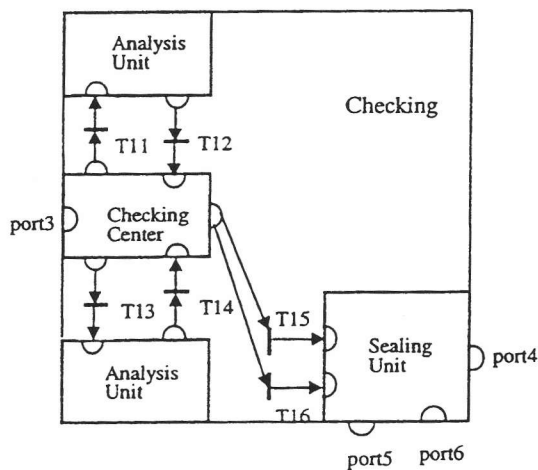 Analysis
Unit
Checking
T11
T12
port3
Checking
Center
T13
T14
T15
Sealing
Unit
port4
Analysis
Unit
T16
port5
port6